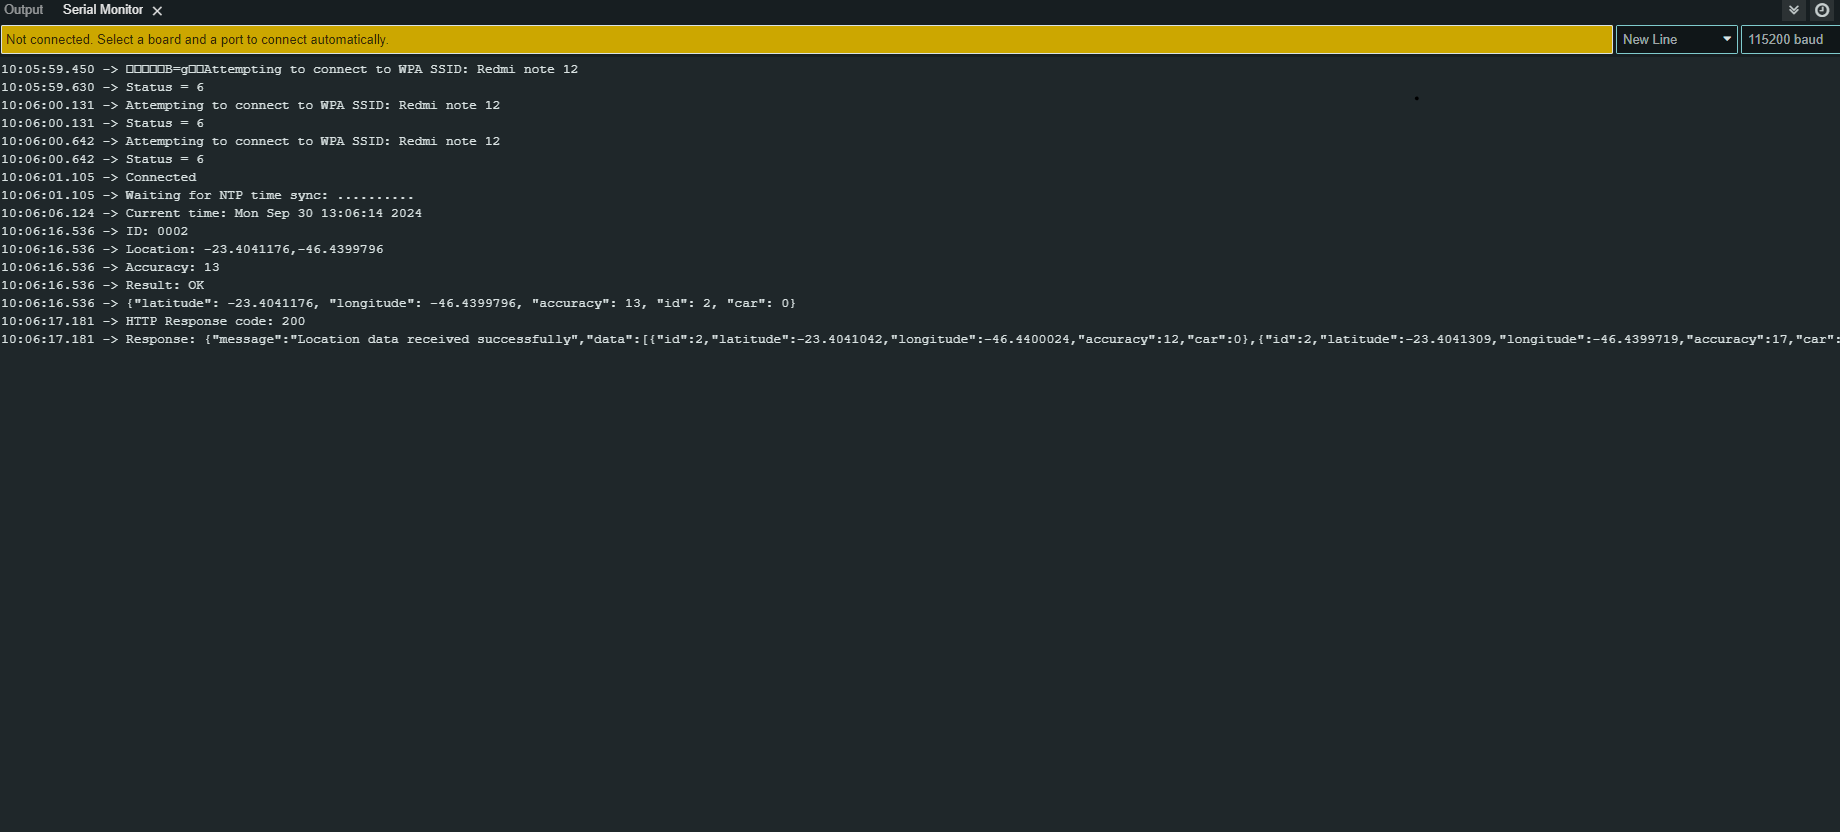 Output Serial Monitor
Not connected. Select a board and a port to connect automatically.
New Line
115200 baud
10:05:59.450 -> □□□□□B=g□□Attempting to connect to WPA SSID: Redmi note 12
10:05:59.630 -> Status = 6
10:06:00.131 -> Attempting to connect to WPA SSID: Redmi note 12
10:06:00.131 -> Status = 6
10:06:00.642 -> Attempting to connect to WPA SSID: Redmi note 12
10:06:00.642 -> Status = 6
10:06:01.105 -> Connected
10:06:01.105 -> Waiting for NTP time sync: ..........
10:06:06.124 -> Current time: Mon Sep 30 13:06:14 2024
10:06:16.536 -> ID: 0002
10:06:16.536 -> Location: -23.4041176,-46.4399796
10:06:16.536 -> Accuracy: 13
10:06:16.536 -> Result: OK
10:06:16.536 -> {"latitude": -23.4041176, "longitude": -46.4399796, "accuracy": 13, "id": 2, "car": 0}
10:06:17.181 -> HTTP Response code: 200
10:06:17.181 -> Response: {"message":"Location data received successfully","data":[{"id":2,"latitude":-23.4041042,"longitude":-46.4400024,"accuracy":12,"car":0},{"id":2,"latitude":-23.4041309,"longitude":-46.4399719,"accuracy":17,"car":